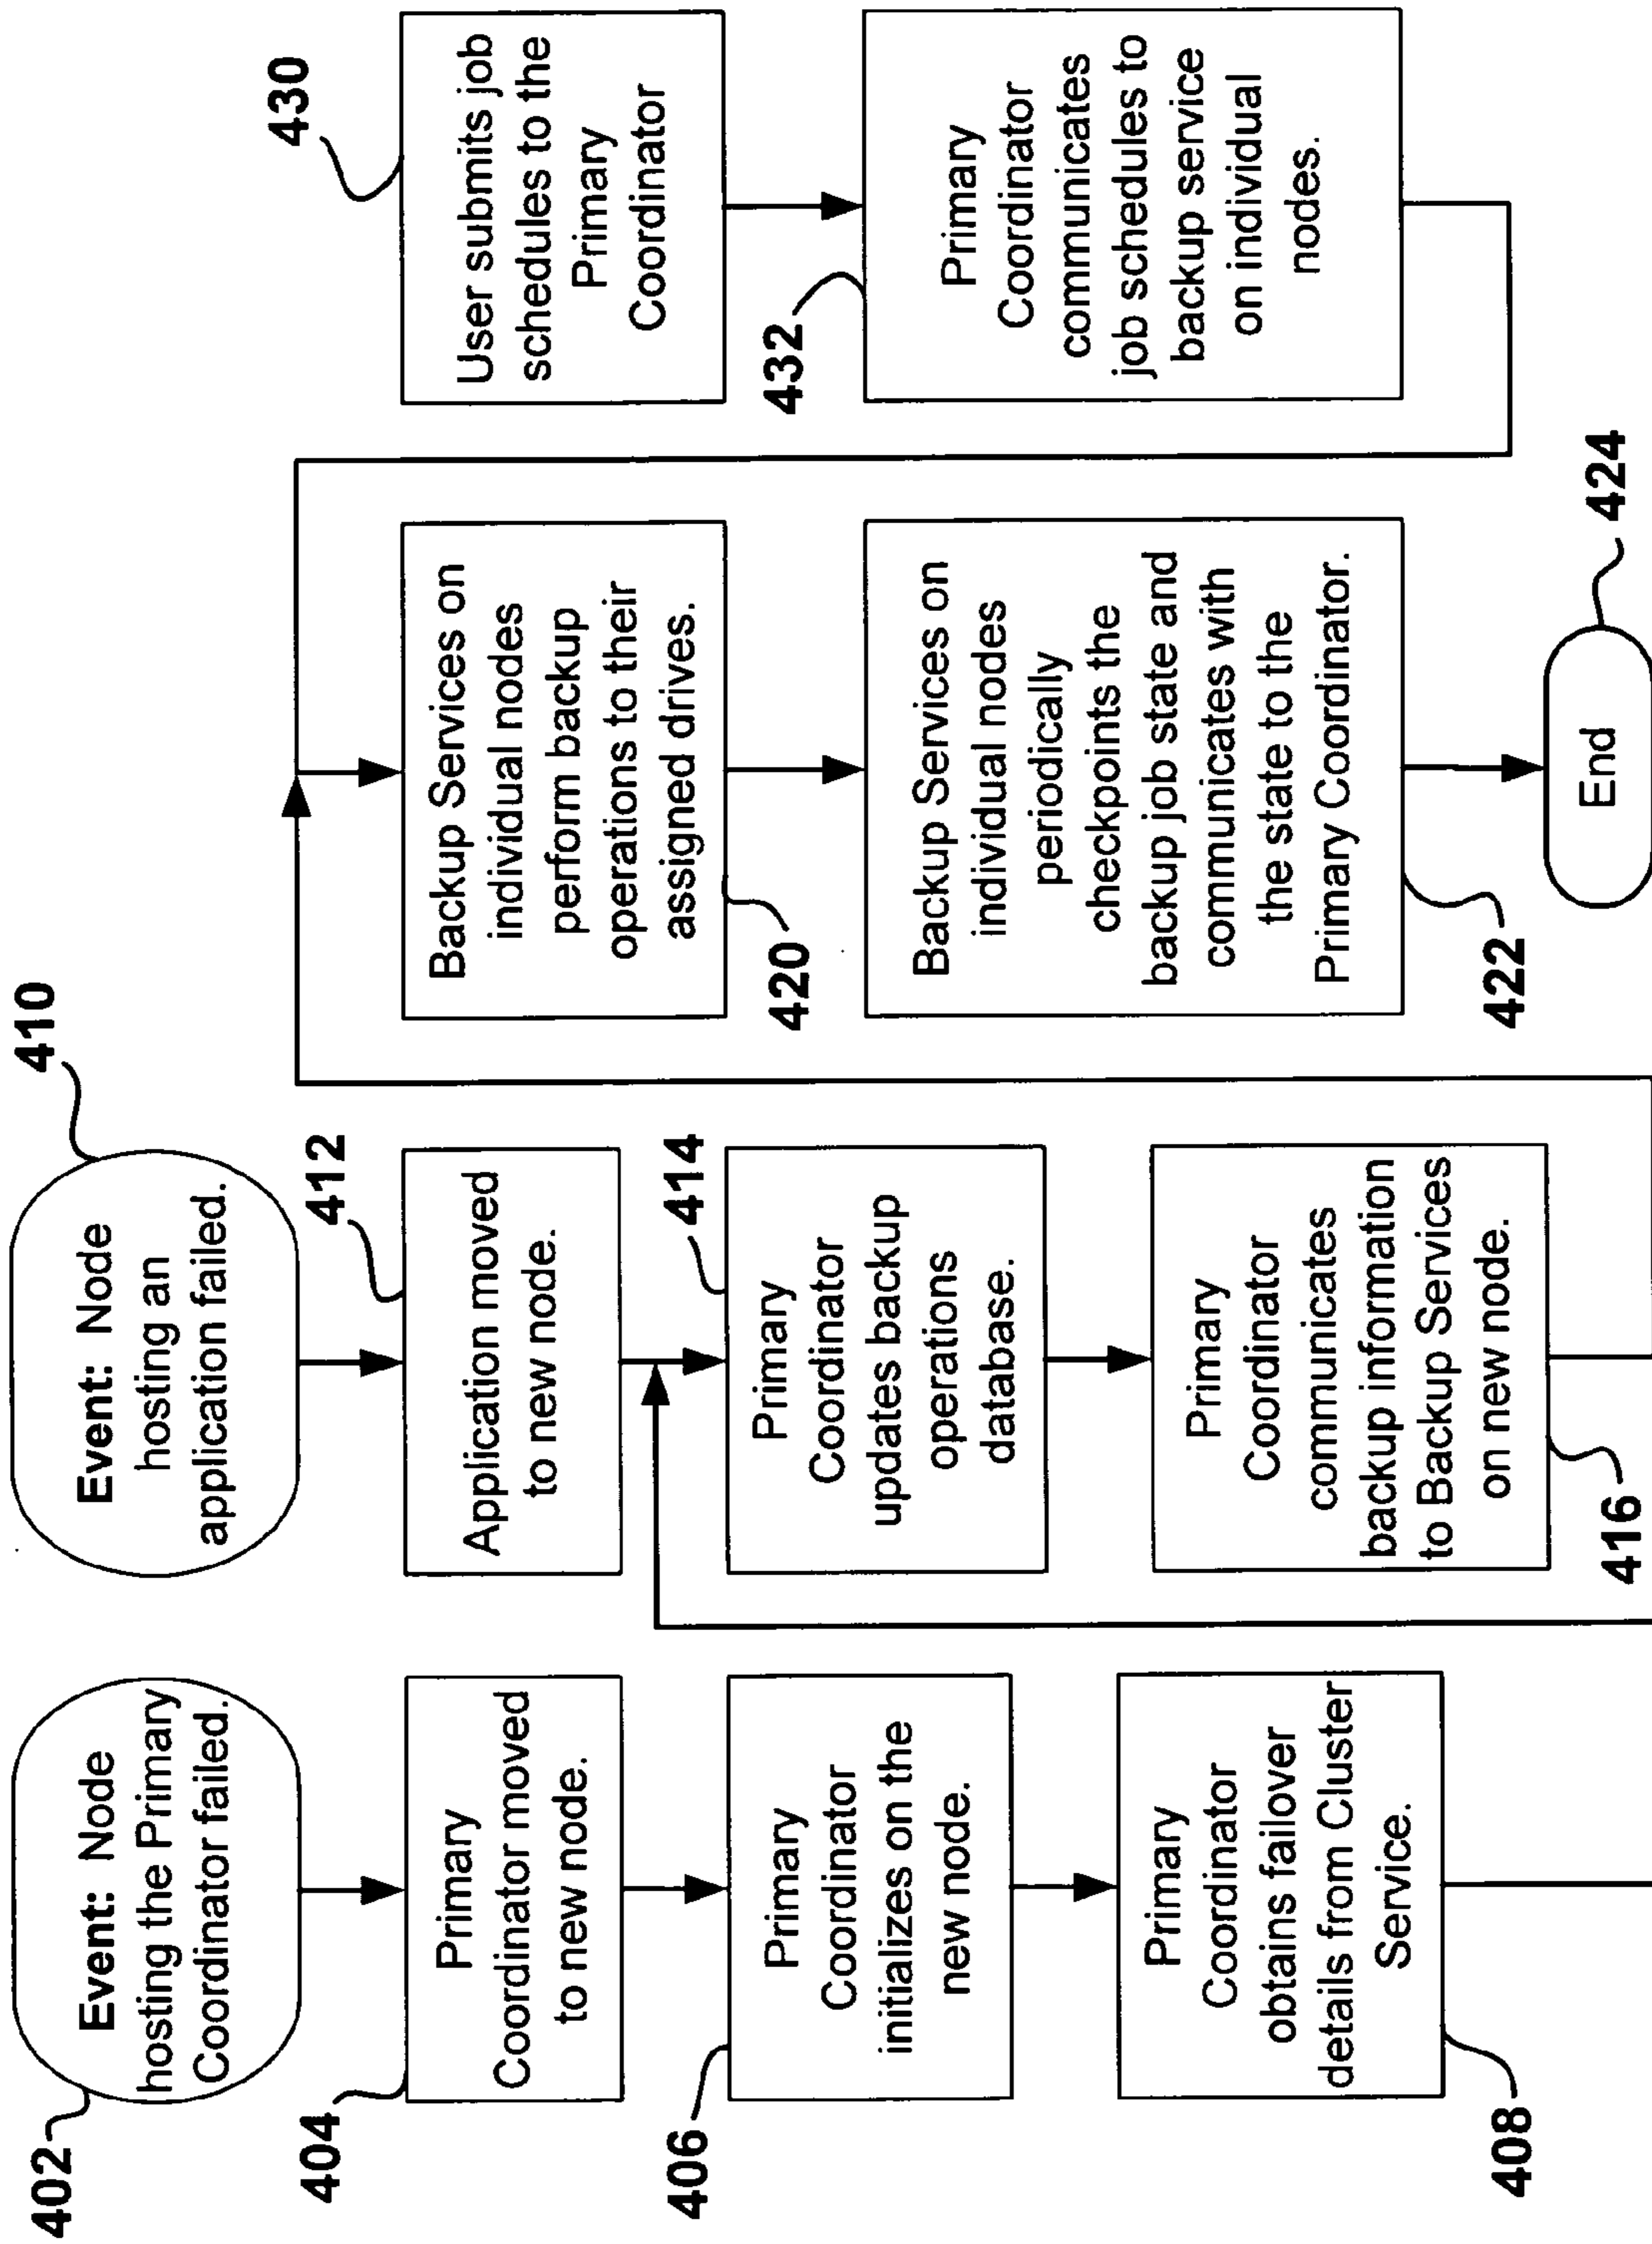 402
Event: Node
hosting the Primary
Coordinator failed.
404
Primary
Coordinator moved
to new node.
406
Primary
Coordinator
initializes on the
new node.
408
Primary
Coordinator
obtains failover
details from Cluster
Service.
410
Event: Node
hosting an
application failed.
412
Application moved
to new node.
414
Primary
Coordinator
updates backup
operations
database.
416
Primary
Coordinator
communicates
backup information
to Backup Services
on new node.
420
Backup Services on
individual nodes
perform backup
operations to their
assigned drives.
422
Backup Services on
individual nodes
periodically
checkpoints the
backup job state and
communicates with
the state to the
Primary Coordinator.
424
End
430
User submits job
schedules to the
Primary
Coordinator
432
Primary
Coordinator
communicates
job schedules to
backup service
on individual
nodes.